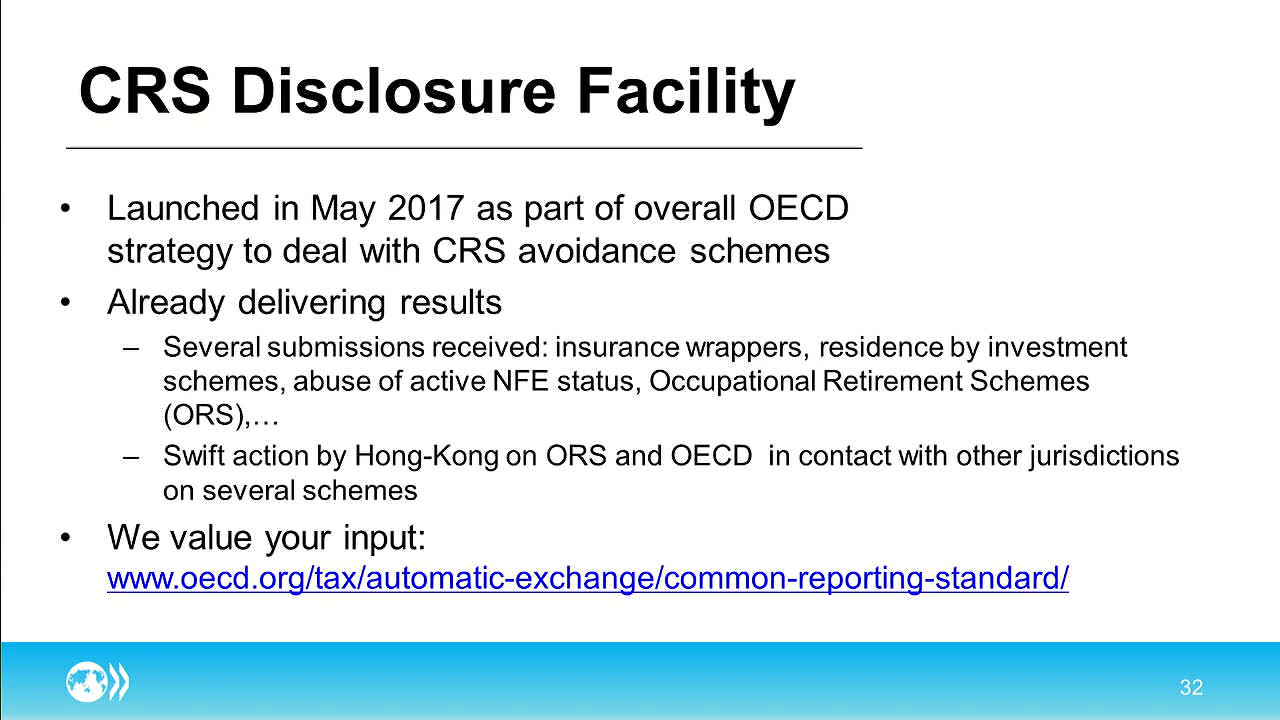 CRS Disclosure Facility
• Launched in May 2017 as part of overall OECD
strategy to deal with CRS avoidance schemes
• Already delivering results
– Several submissions received: insurance wrappers, residence by investment
schemes, abuse of active NFE status, Occupational Retirement Schemes
(ORS),…
– Swift action by Hong-Kong on ORS and OECD  in contact with other jurisdictions
on several schemes
• We value your input:
www.oecd.org/tax/automatic-exchange/common-reporting-standard/
32